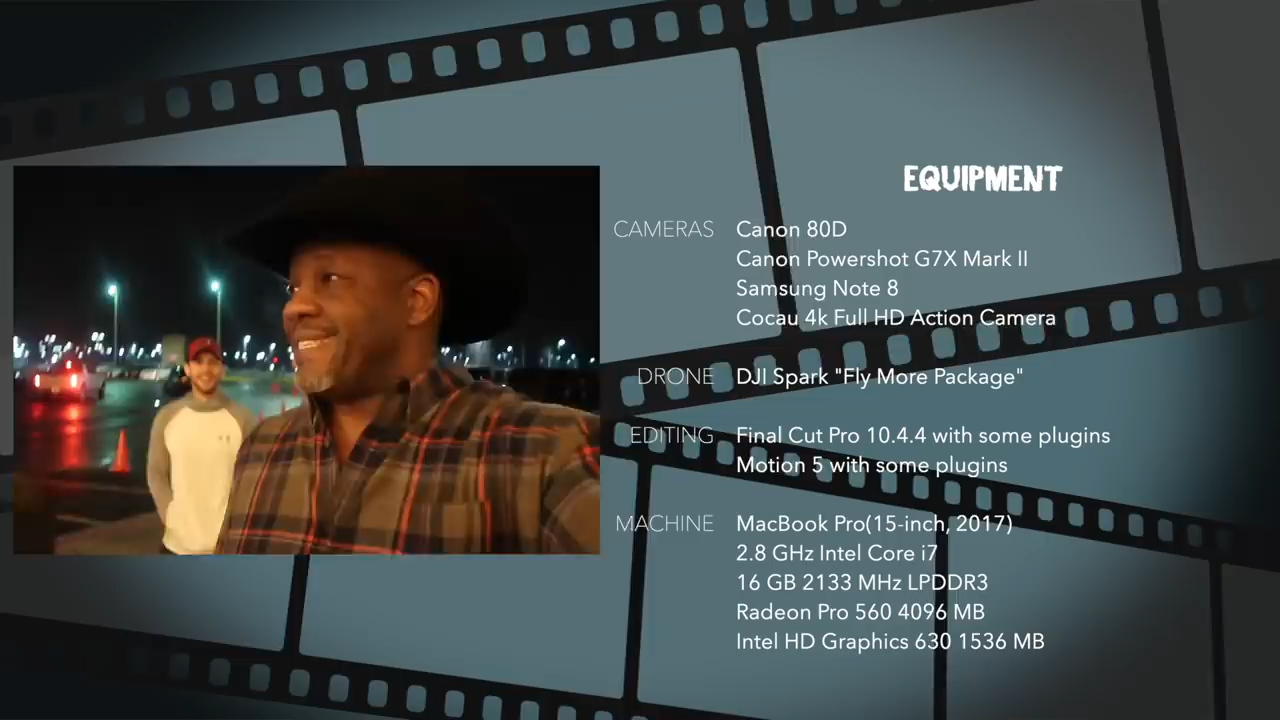 EQUIPMENT
CAMERAS Canon 80D
Canon Powershot G7X Mark II
Samsung Note 8
Cocau 4k Full HD Action Camera
DRONE DJI Spark "Fly More Package"
EDITING Final Cut Pro 10.4.4 with some plugins
Motion 5 with some plugins
MACHINE MacBook Pro(15-inch, 2017)
2.8 GHz Intel Core i7
16 GB 2133 MHz LPDDR3
Radeon Pro 560 4096 MB
Intel HD Graphics 630 1536 MB